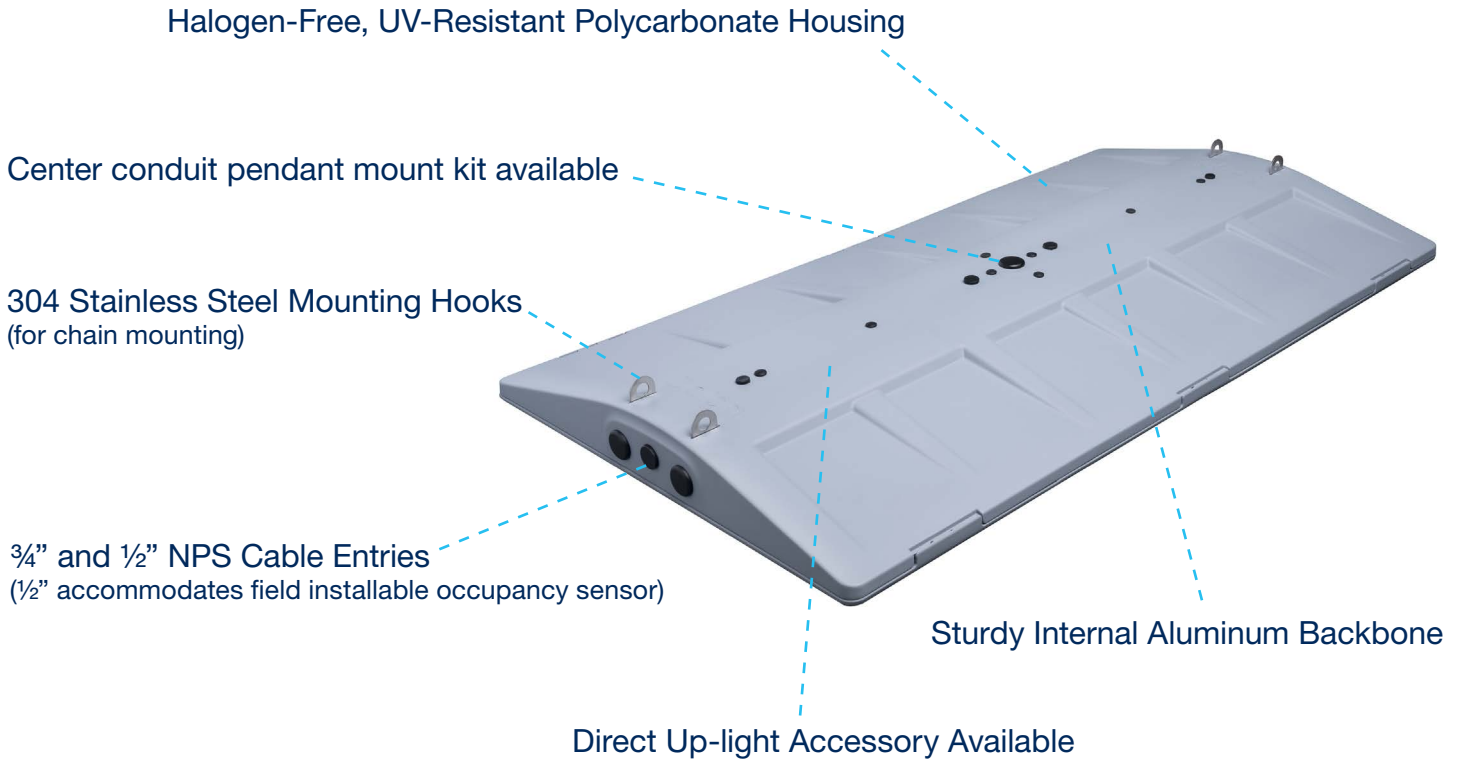 Halogen-Free, UV-Resistant Polycarbonate Housing
Center conduit pendant mount kit available
304 Stainless Steel Mounting Hooks
(for chain mounting)
¾” and ½” NPS Cable Entries
(½” accommodates field installable occupancy sensor)
Sturdy Internal Aluminum Backbone
Direct Up-light Accessory Available